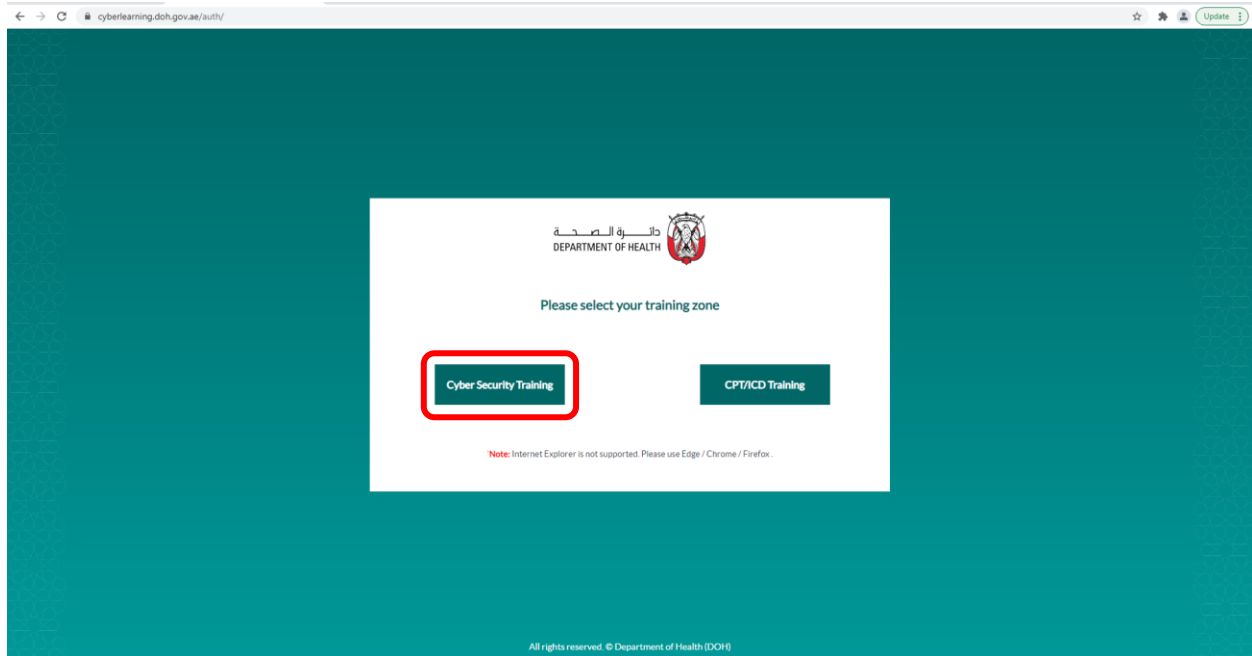 cyberlearning.doh.gov.ae/auth/
Update
دائـــــرة الـــصـــحـــة
DEPARTMENT OF HEALTH
Please select your training zone
Cyber Security Training
CPT/ICD Training
*Note: Internet Explorer is not supported. Please use Edge / Chrome / Firefox .
All rights reserved. © Department of Health (DOH)